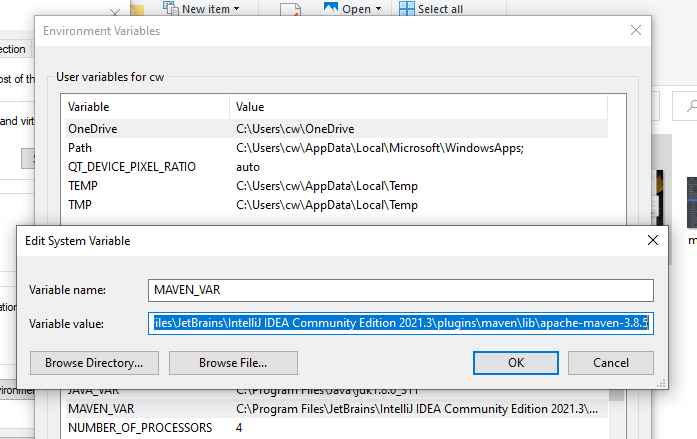 New item
Open
Select all
Environment Variables
ection
User variables for cw
Variable Value
OneDrive C:\Users\cw\OneDrive
Path C:\Users\cw\AppData\Local\Microsoft\WindowsApps;
QT_DEVICE_PIXEL_RATIO auto
TEMP C:\Users\cw\AppData\Local\Temp
TMP C:\Users\cw\AppData\Local\Temp
ost of th
and virt
Edit System Variable
Variable name: MAVEN_VAR
Variable value: files\JetBrains\IntelliJ IDEA Community Edition 2021.3\plugins\maven\lib\apache-maven-3.8.5
Browse Directory...
Browse File...
OK
Cancel
JAVA_VAR C:\Program Files\Java\jdk1.8.0_311
MAVEN_VAR C:\Program Files\JetBrains\IntelliJ IDEA Community Edition 2021.3\...
NUMBER_OF_PROCESSORS 4